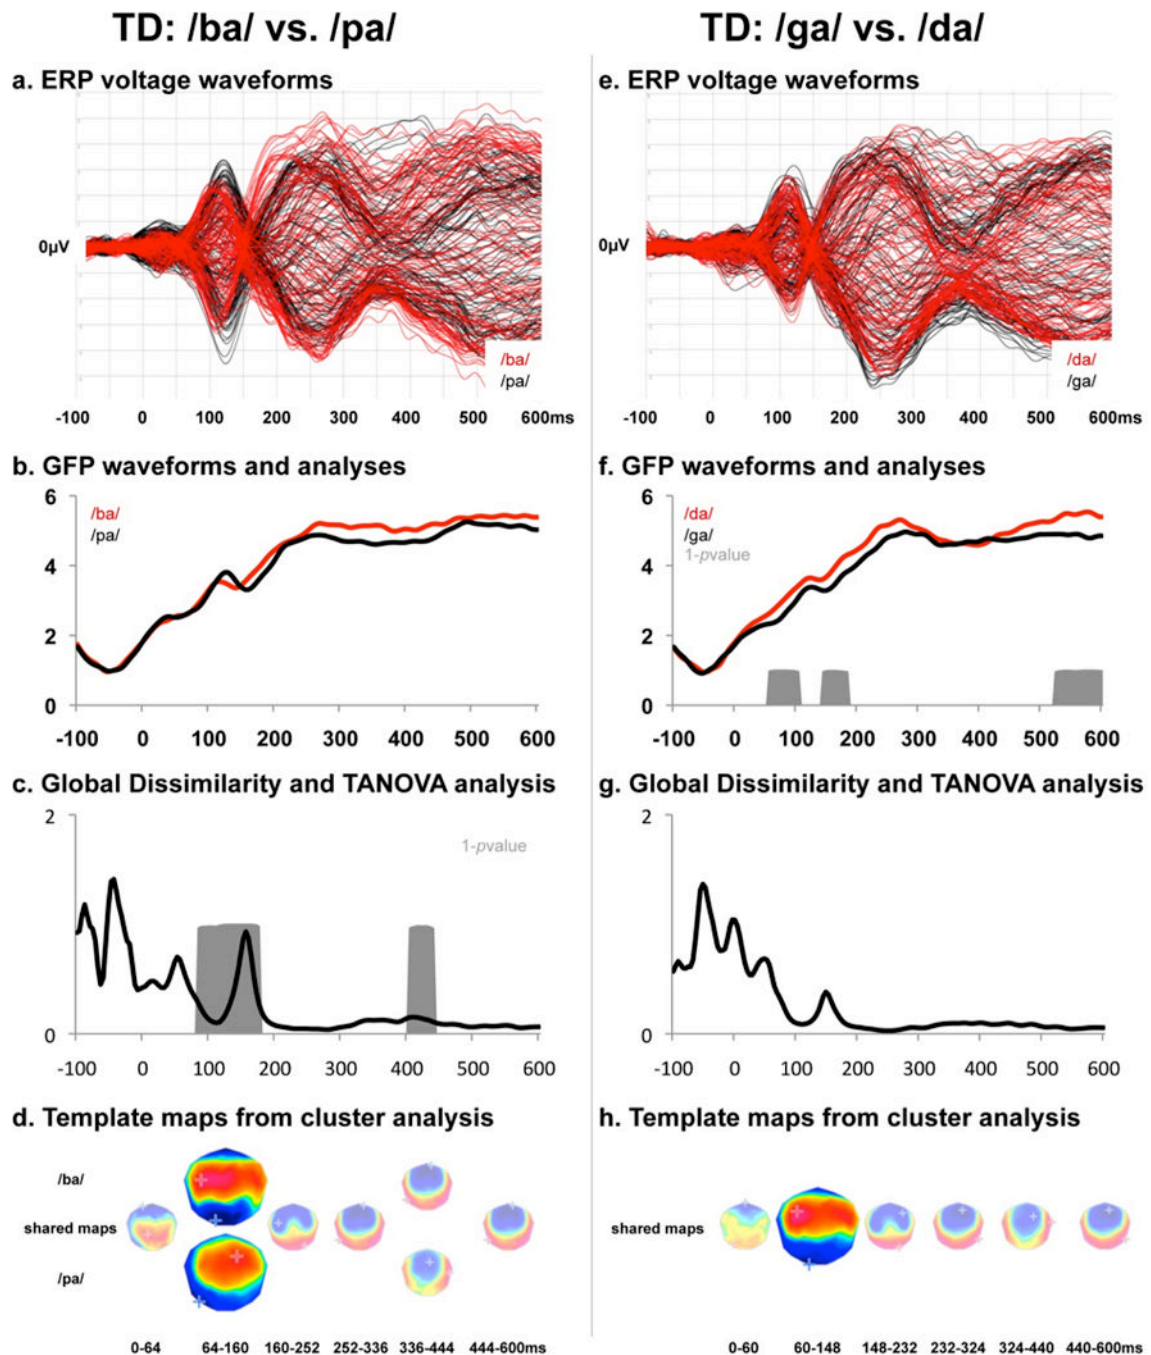 TD: /ba/ vs. /pa/
a. ERP voltage waveforms
0µV
/ba/
/pa/
-100 0 100 200 300 400 500 600ms
b. GFP waveforms and analyses
6
/ba/
/pa/
4
2
0
-100 0 100 200 300 400 500 600
c. Global Dissimilarity and TANOVA analysis
2
1-pvalue
1
0
-100 0 100 200 300 400 500 600
d. Template maps from cluster analysis
/ba/
shared maps
/pa/
0-64 64-160 160-252 252-336 336-444 444-600ms
TD: /ga/ vs. /da/
e. ERP voltage waveforms
0µV
/da/
/ga/
-100 0 100 200 300 400 500 600ms
f. GFP waveforms and analyses
6
/da/
/ga/
1-pvalue
4
2
0
-100 0 100 200 300 400 500 600
g. Global Dissimilarity and TANOVA analysis
2
1
0
-100 0 100 200 300 400 500 600
h. Template maps from cluster analysis
shared maps
0-60 60-148 148-232 232-324 324-440 440-600ms